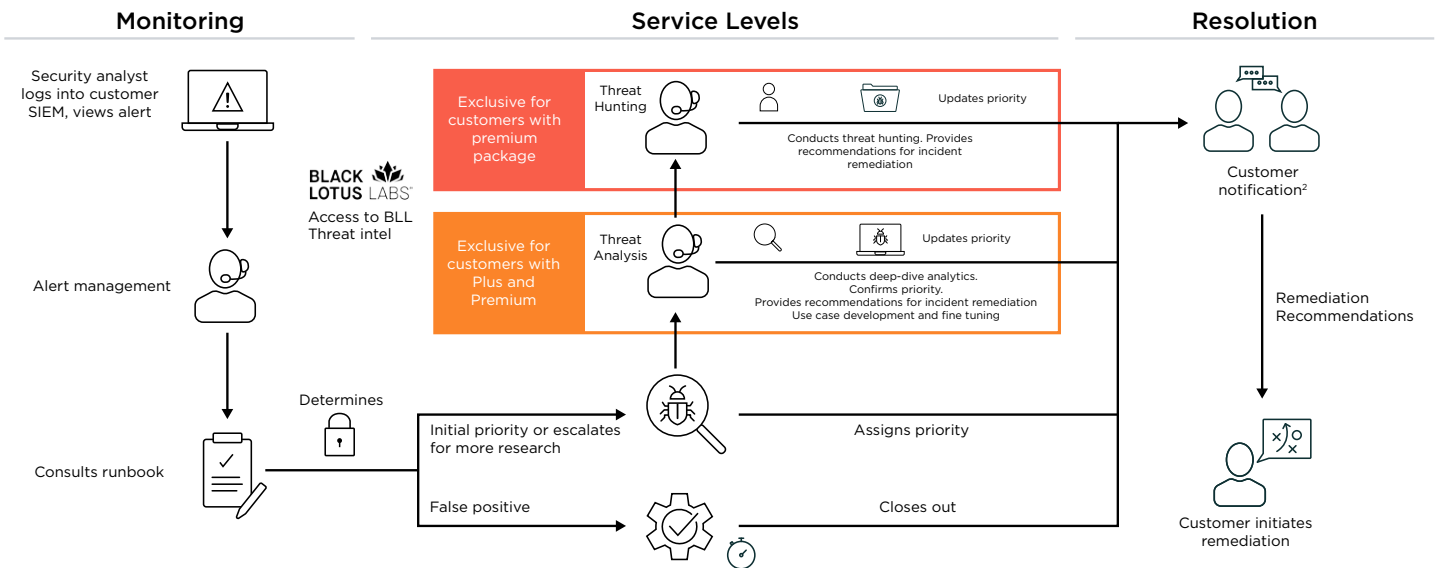 Monitoring
Service Levels
Resolution
Security analyst
logs into customer
SIEM, views alert
Alert management
Consults runbook
BLACK
LOTUS LABS
Access to BLL
Threat intel
Determines
Initial priority or escalates
for more research
False positive
Exclusive for
customers with
premium
package
Threat
Hunting
Updates priority
Conducts threat hunting. Provides
recommendations for incident
remediation
Exclusive for
customers with
Plus and
Premium
Threat
Analysis
Updates priority
Conducts deep-dive analytics.
Confirms priority.
Provides recommendations for incident remediation
Use case development and fine tuning
Assigns priority
Closes out
Customer
notification²
Remediation
Recommendations
Customer initiates
remediation